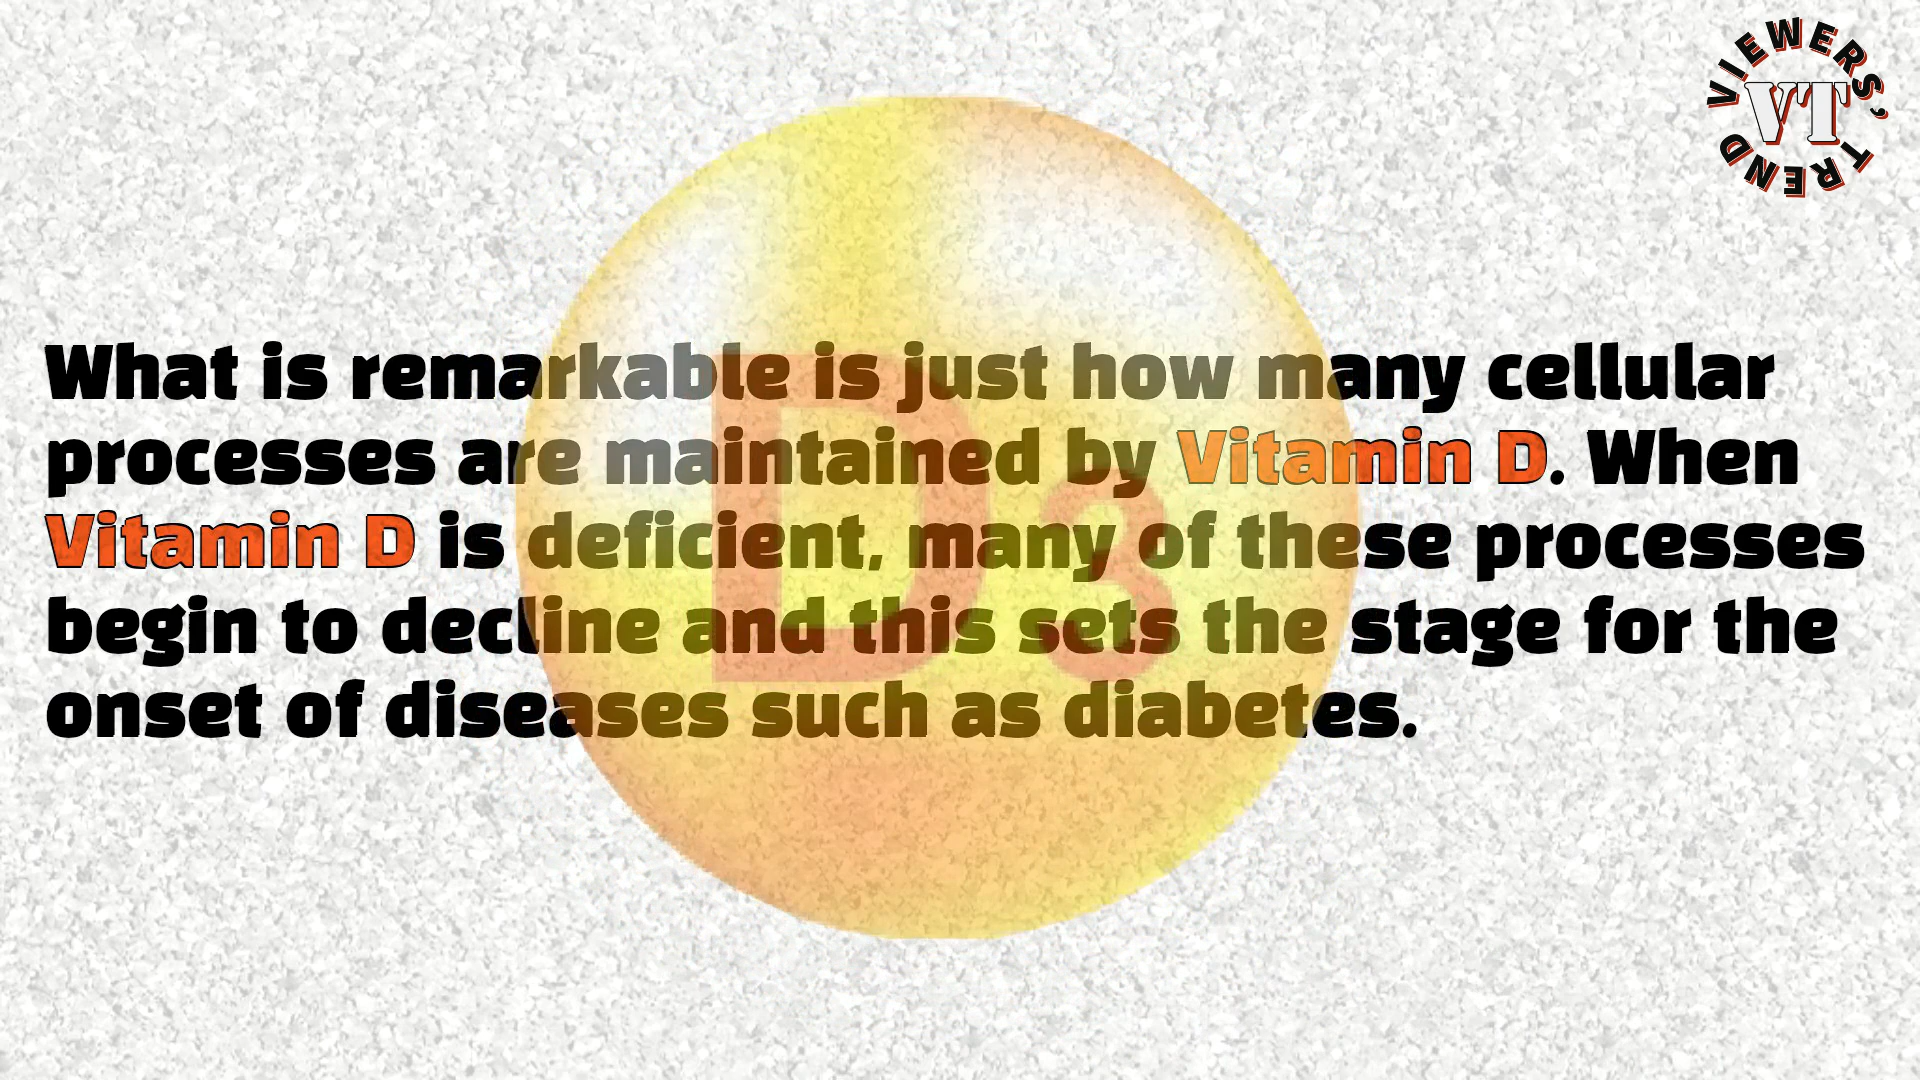 VIEWERS' TREND
VT
What is remarkable is just how many cellular
processes are maintained by Vitamin D. When
Vitamin D is deficient, many of these processes
begin to decline and this sets the stage for the
onset of diseases such as diabetes.
D3